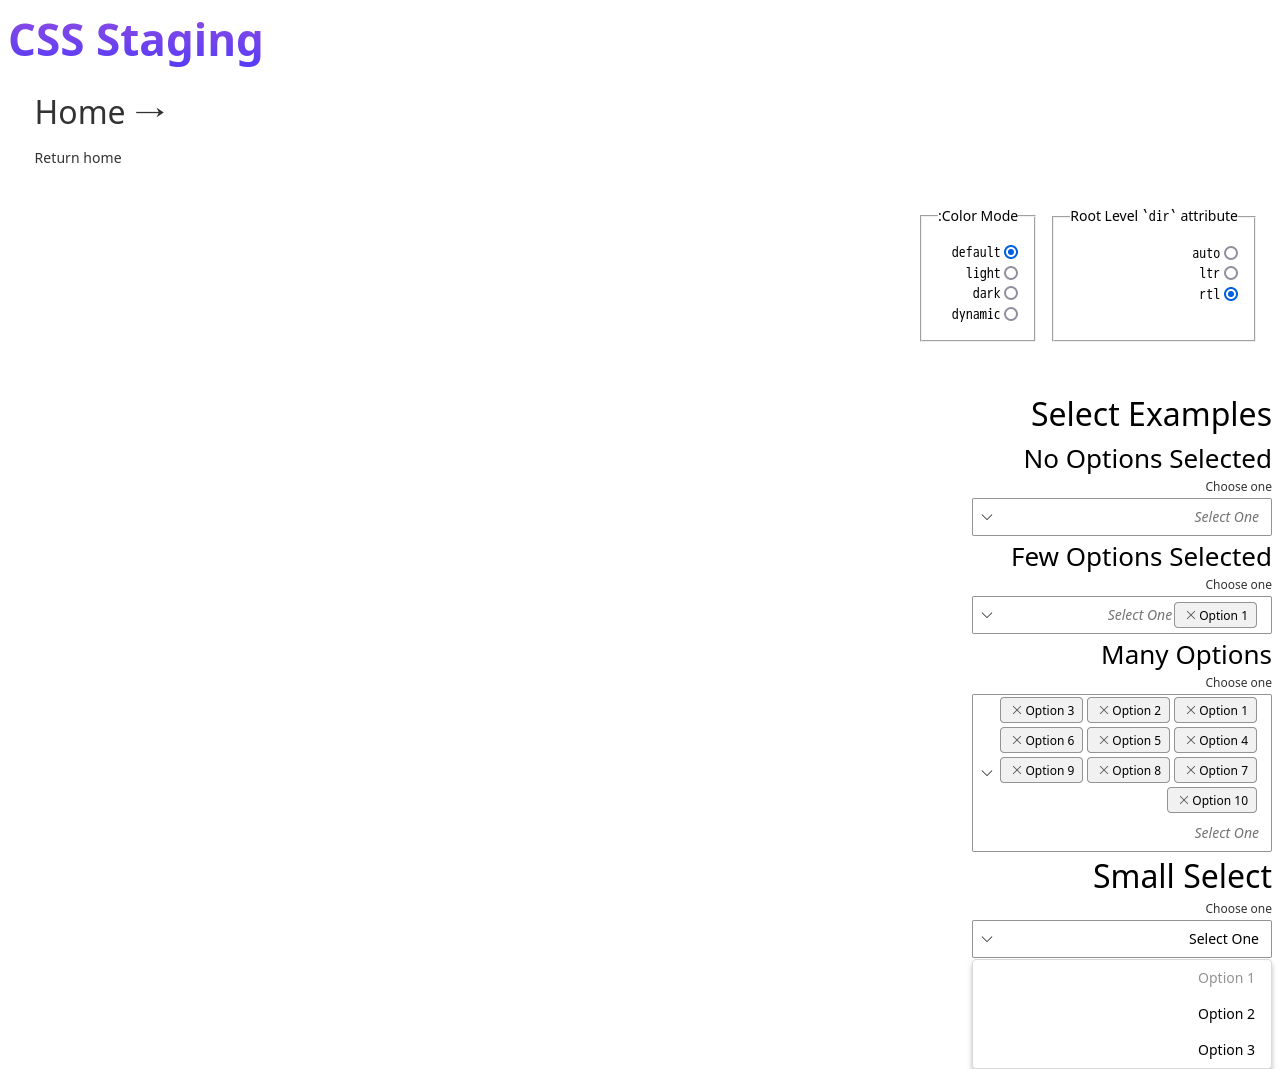 CSS Staging
Home →
Return home
:Color Mode
default
light
dark
dynamic
Root Level `dir` attribute
auto
ltr
rtl
Select Examples
No Options Selected
Choose one
Select One
Few Options Selected
Choose one
Select One × Option 1
Many Options
Choose one
× Option 3 × Option 2 × Option 1
× Option 6 × Option 5 × Option 4
× Option 9 × Option 8 × Option 7
× Option 10
Select One
Small Select
Choose one
Select One
Option 1
Option 2
Option 3